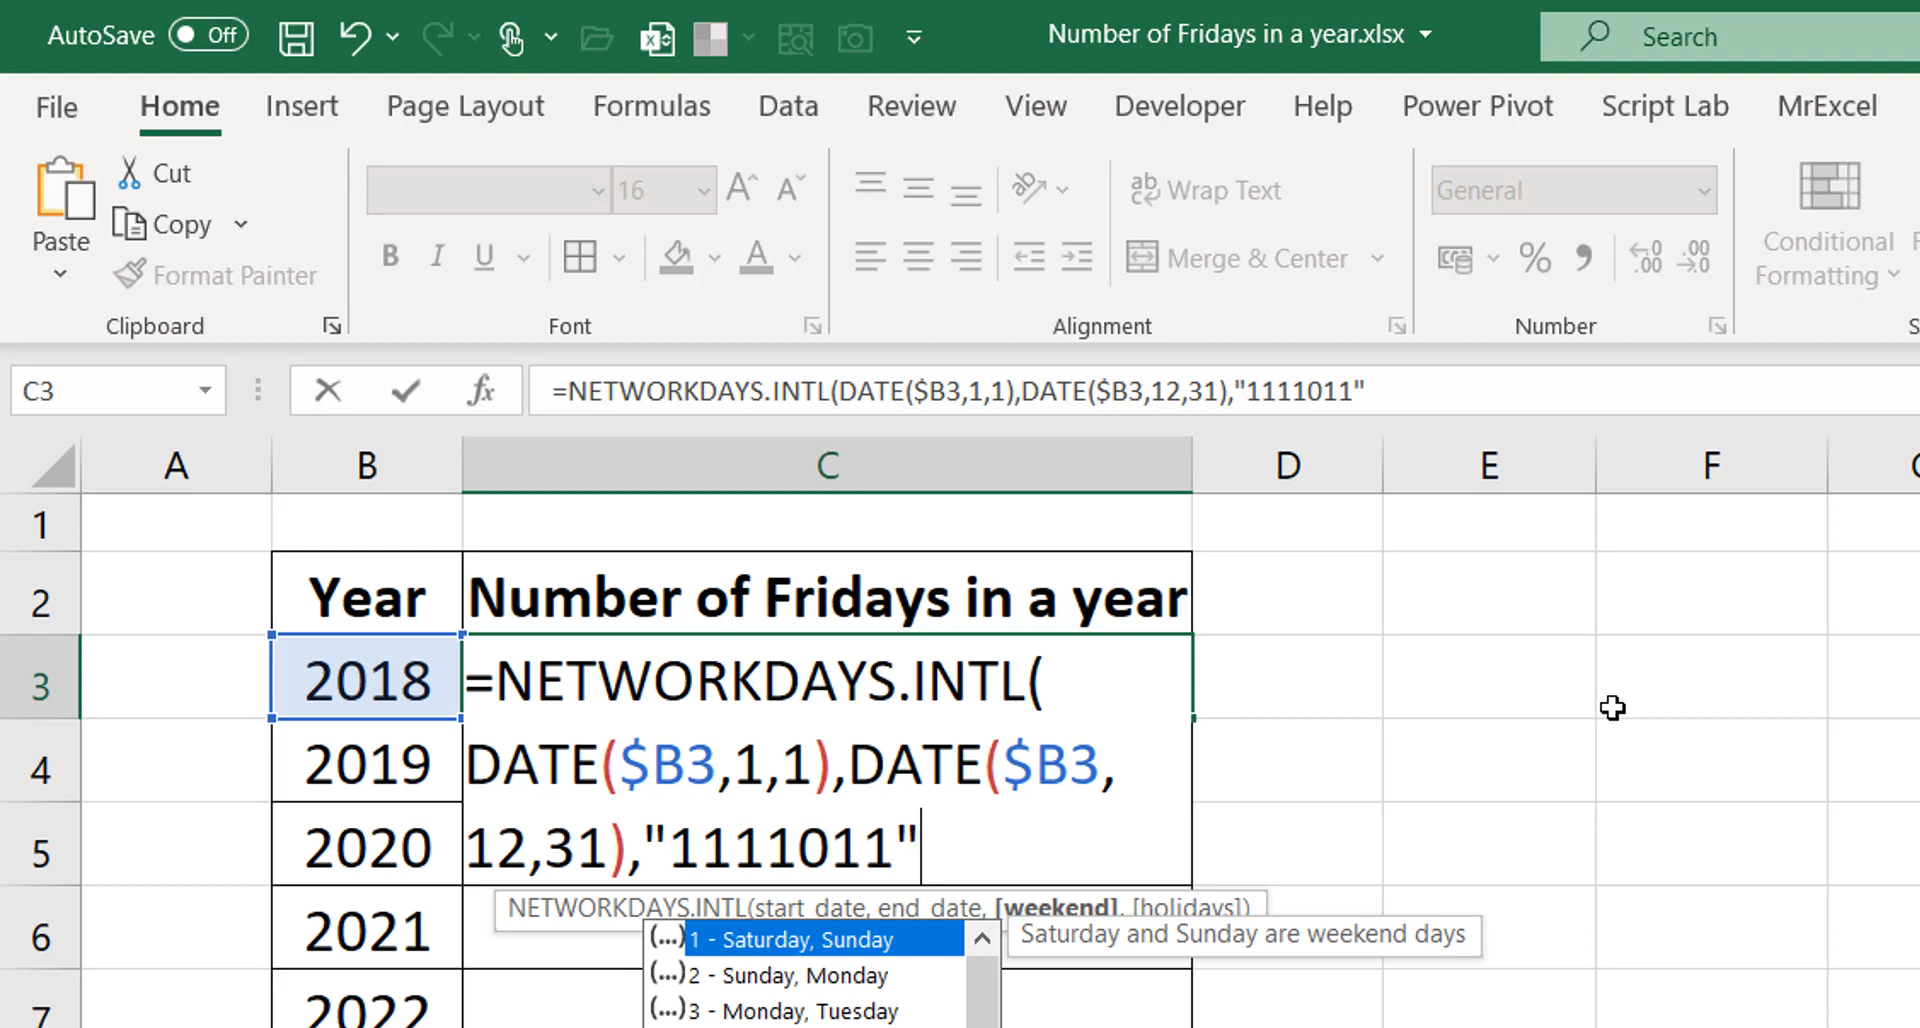 AutoSave Off Number of Fridays in a year.xlsx Search
File Home Insert Page Layout Formulas Data Review View Developer Help Power Pivot Script Lab MrExcel
Paste Cut Copy Format Painter
Clipboard
16
B I U A
Font
Wrap Text
Merge & Center
Alignment
General
% .00 .00
Number
Conditional
Formatting
C3 fx =NETWORKDAYS.INTL(DATE($B3,1,1),DATE($B3,12,31),"1111011"
A B C D E F
1
2 Year Number of Fridays in a year
3 2018 =NETWORKDAYS.INTL(
4 2019 DATE($B3,1,1),DATE($B3,
5 2020 12,31),"1111011"
NETWORKDAYS.INTL(start_date, end_date, [weekend], [holidays])
6 2021 (...) 1 - Saturday, Sunday Saturday and Sunday are weekend days
(...) 2 - Sunday, Monday
7 2022 (...) 3 - Monday, Tuesday